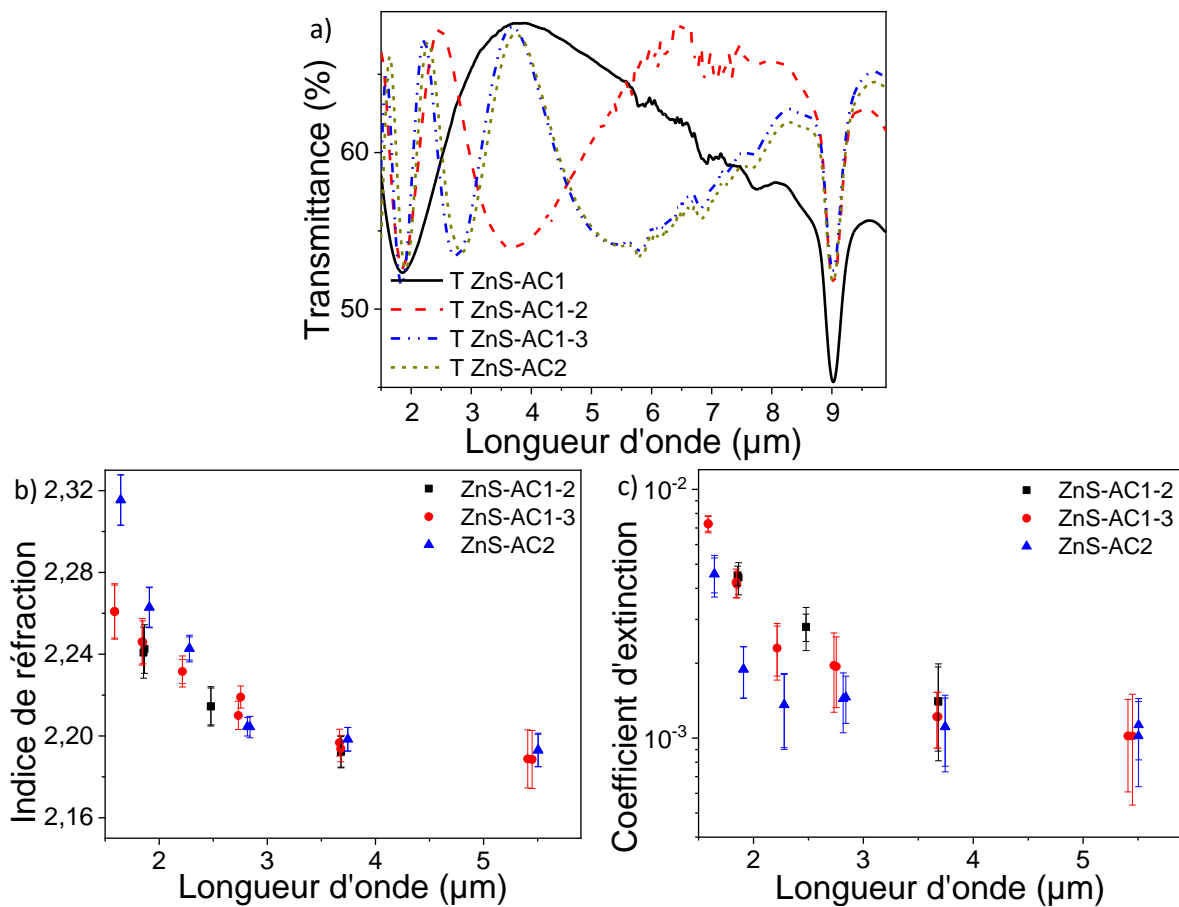 a)
Transmittance (%)
60
50
T ZnS-AC1
T ZnS-AC1-2
T ZnS-AC1-3
T ZnS-AC2
2 3 4 5 6 7 8 9
Longueur d'onde (µm)
b)
Indice de réfraction
2,32
2,28
2,24
2,20
2,16
ZnS-AC1-2
ZnS-AC1-3
ZnS-AC2
2 3 4 5
Longueur d'onde (µm)
c)
Coefficient d'extinction
10⁻²
10⁻³
ZnS-AC1-2
ZnS-AC1-3
ZnS-AC2
2 3 4 5
Longueur d'onde (µm)